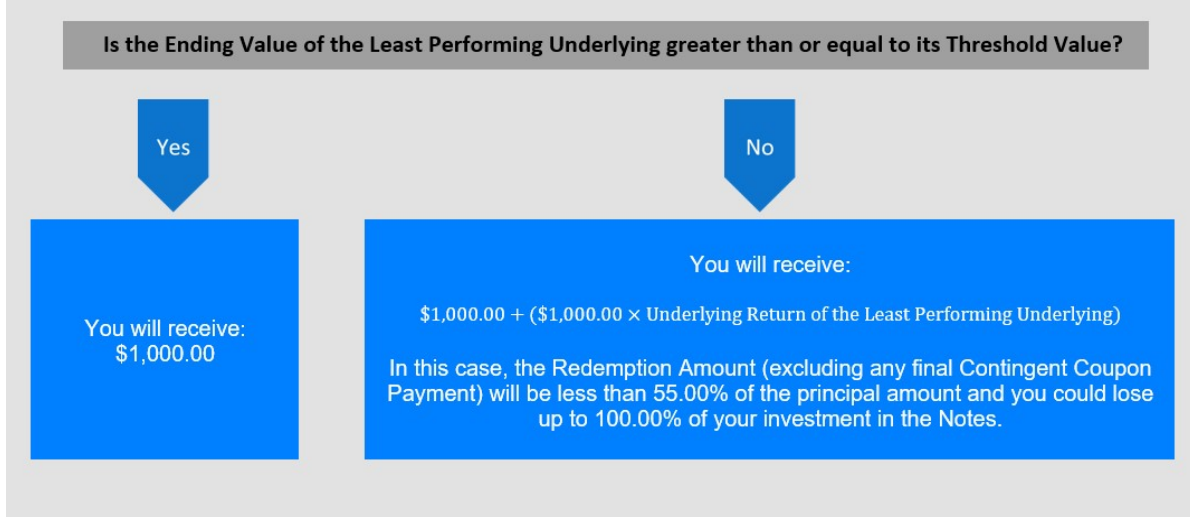 Is the Ending Value of the Least Performing Underlying greater than or equal to its Threshold Value?
Yes
No
You will receive:
$1,000.00
You will receive:
$1,000.00 + ($1,000.00 × Underlying Return of the Least Performing Underlying)
In this case, the Redemption Amount (excluding any final Contingent Coupon
Payment) will be less than 55.00% of the principal amount and you could lose
up to 100.00% of your investment in the Notes.